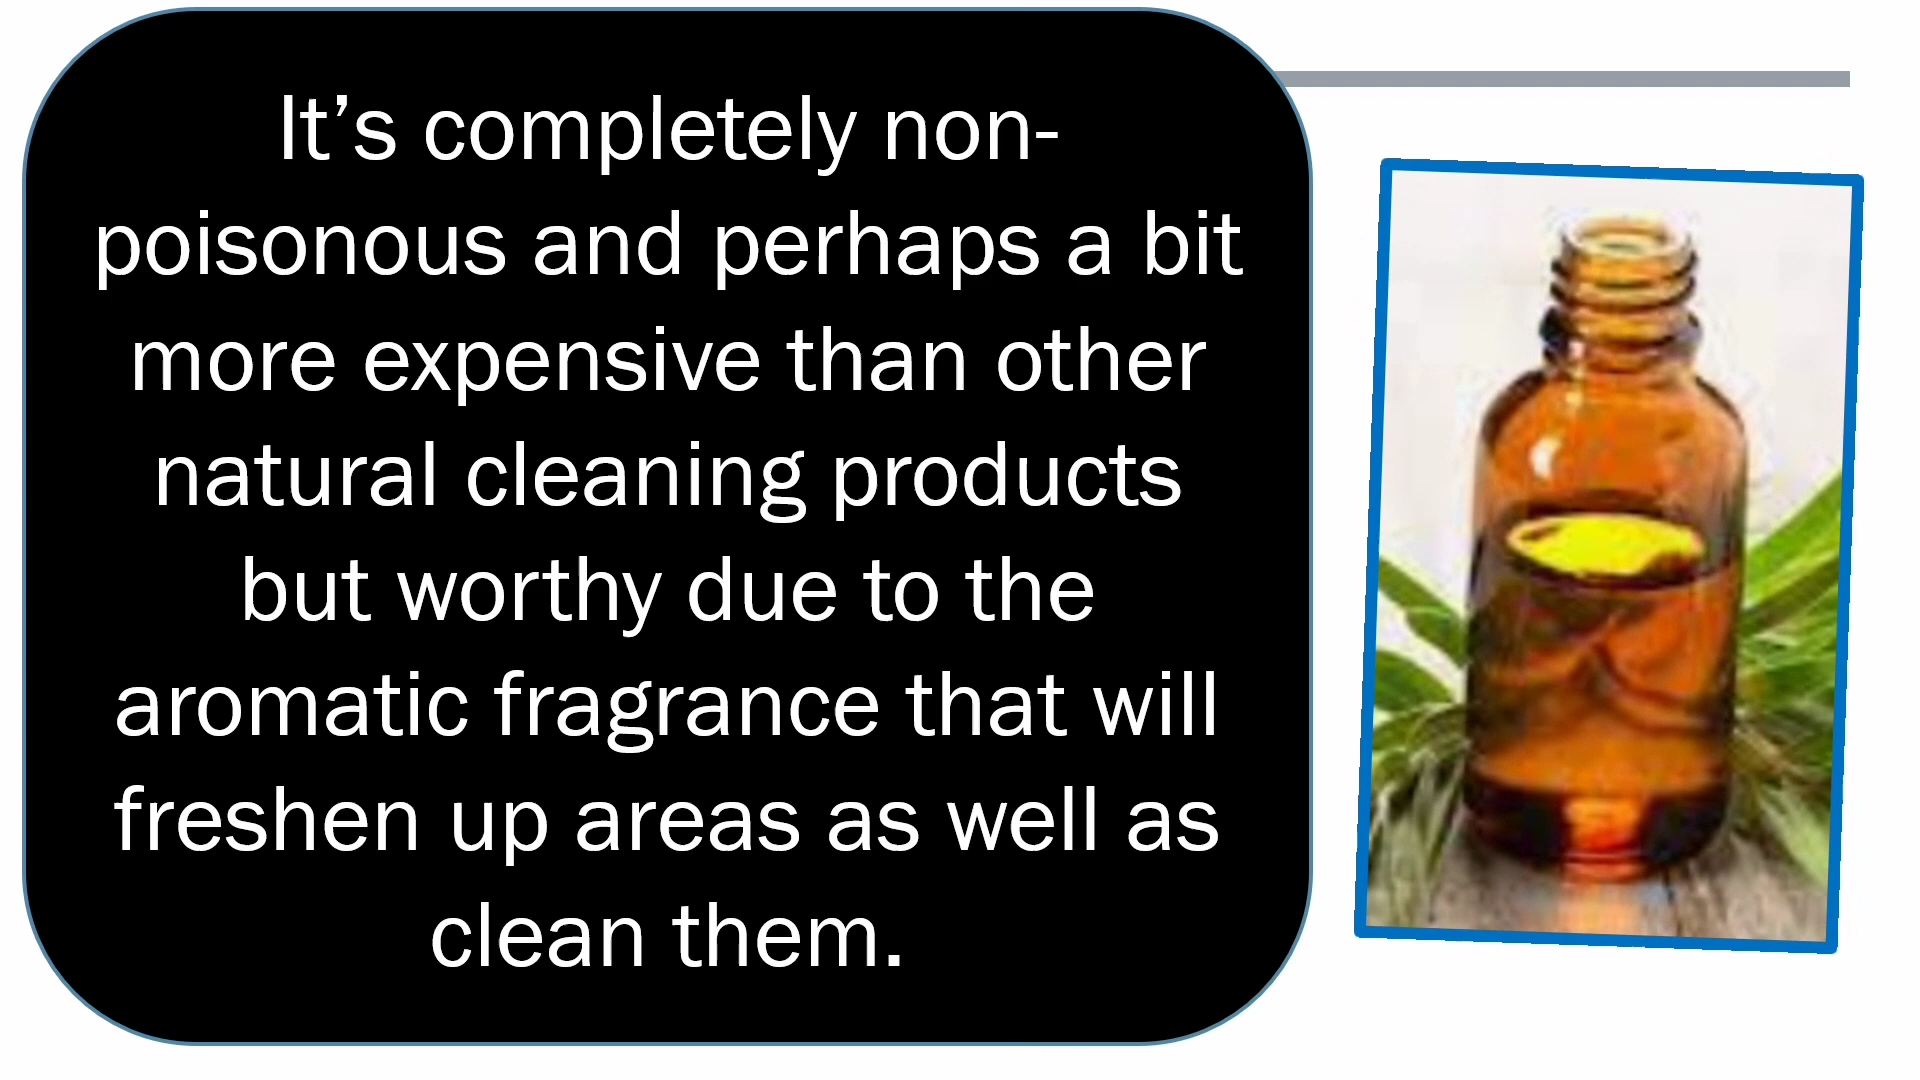 It’s completely non-
poisonous and perhaps a bit
more expensive than other
natural cleaning products
but worthy due to the
aromatic fragrance that will
freshen up areas as well as
clean them.